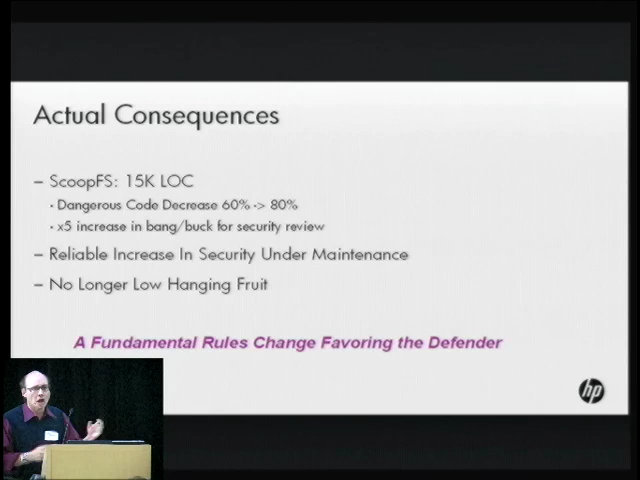 Actual Consequences
– ScoopFS: 15K LOC
• Dangerous Code Decrease 60% -> 80%
• x5 increase in bang/buck for security review
– Reliable Increase In Security Under Maintenance
– No Longer Low Hanging Fruit
A Fundamental Rules Change Favoring the Defender
hp